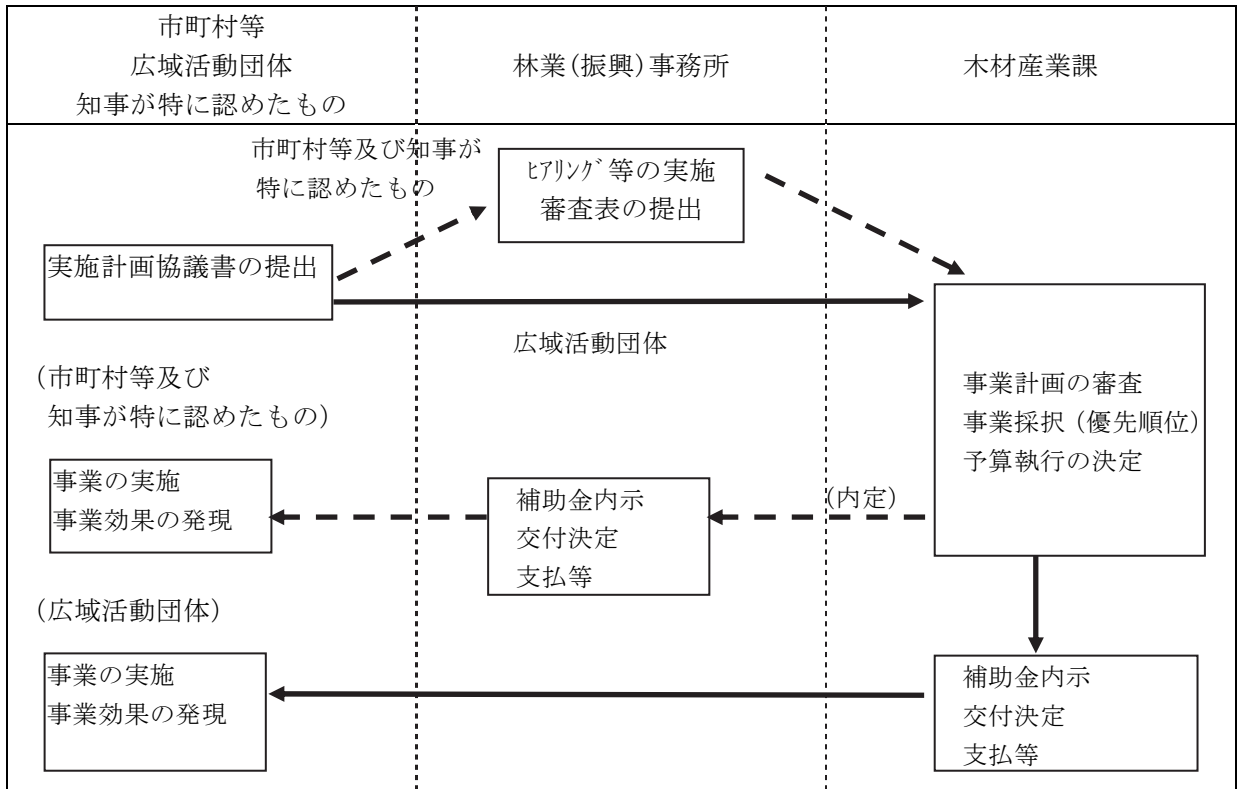 市町村等
広域活動団体
知事が特に認めたもの
林業(振興)事務所
木材産業課
市町村等及び知事が
特に認めたもの
ﾋｱﾘﾝｸﾞ等の実施
審査表の提出
実施計画協議書の提出
広域活動団体
(市町村等及び
知事が特に認めたもの)
事業計画の審査
事業採択(優先順位)
予算執行の決定
事業の実施
事業効果の発現
補助金内示
交付決定
支払等
(内定)
(広域活動団体)
事業の実施
事業効果の発現
補助金内示
交付決定
支払等